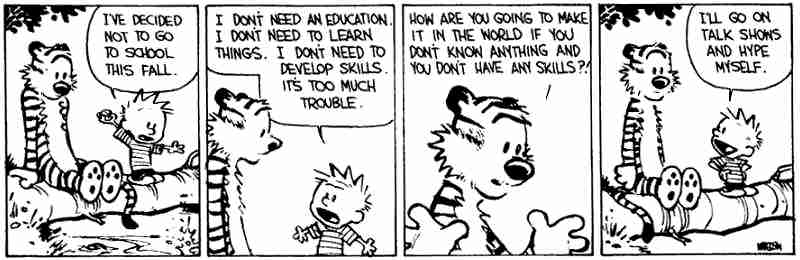 I'VE DECIDED
NOT TO GO
TO SCHOOL
THIS FALL.
I DON'T NEED AN EDUCATION.
I DON'T NEED TO LEARN
THINGS. I DON'T NEED TO
DEVELOP SKILLS.
IT'S TOO MUCH
TROUBLE.
HOW ARE YOU GOING TO MAKE
IT IN THE WORLD IF YOU
DON'T KNOW ANYTHING AND
YOU DON'T HAVE ANY SKILLS?!
I'LL GO ON
TALK SHOWS
AND HYPE
MYSELF.